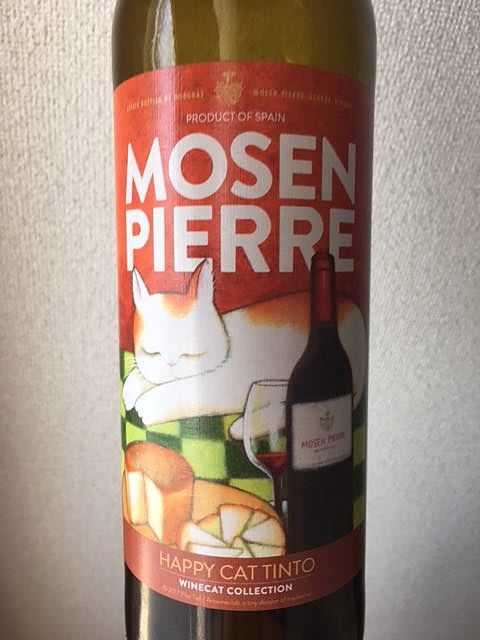 PRODUCT OF SPAIN
MOSEN
PIERRE
MOSEN PIERRE
HAPPY CAT TINTO
WINECAT COLLECTION